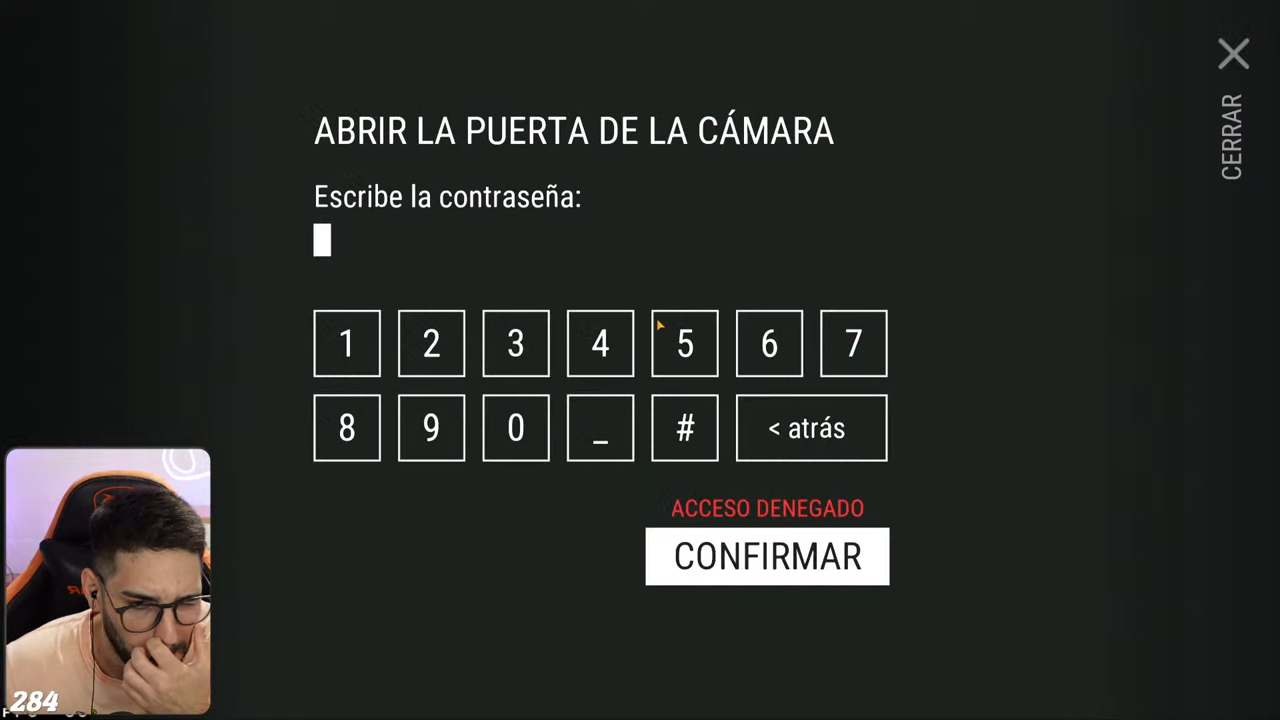 ABRIR LA PUERTA DE LA CÁMARA
CERRAR
Escribe la contraseña:
1 2 3 4 5 6 7
8 9 0 _ # < atrás
ACCESO DENEGADO
CONFIRMAR
284